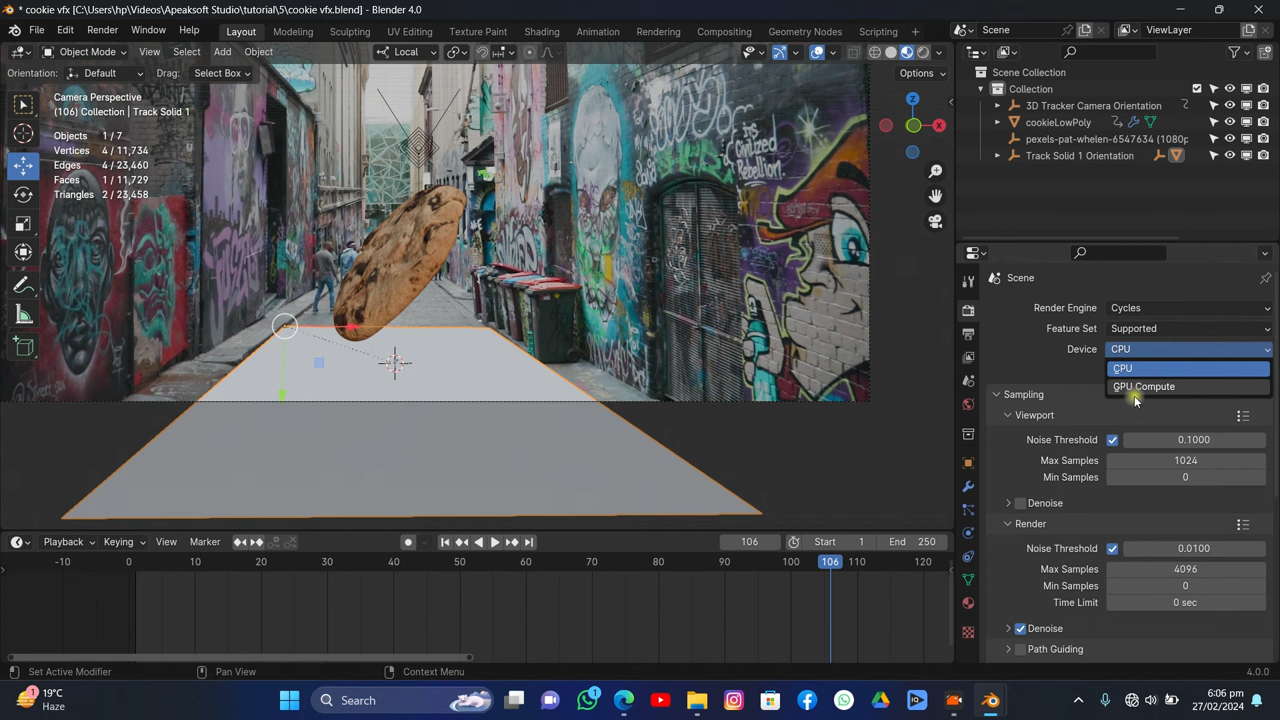 * cookie vfx [C:\Users\hp\Videos\Apeaksoft Studio\tutorial\5\cookie vfx.blend] - Blender 4.0
File Edit Render Window Help Layout Modeling Sculpting UV Editing Texture Paint Shading Animation Rendering Compositing Geometry Nodes Scripting + Scene ViewLayer
Object Mode View Select Add Object Local
Orientation: Default Drag: Select Box Options
Camera Perspective
(106) Collection | Track Solid 1
Objects 1 / 7
Vertices 4 / 11,734
Edges 4 / 23,460
Faces 1 / 11,729
Triangles 2 / 23,458
its
Civilized
Rebellion.
Z
X
Scene Collection
Collection
3D Tracker Camera Orientation
cookieLowPoly
pexels-pat-whelen-6547634 (1080p
Track Solid 1 Orientation
Scene
Render Engine Cycles
Feature Set Supported
Device CPU
CPU
GPU Compute
Sampling
Viewport
Noise Threshold 0.1000
Max Samples 1024
Min Samples 0
Denoise
Render
Noise Threshold 0.0100
Max Samples 4096
Min Samples 0
Time Limit 0 sec
Denoise
Path Guiding
Playback Keying View Marker 106 Start 1 End 250
-10 0 10 20 30 40 50 60 70 80 90 100 106 110 120
Set Active Modifier Pan View Context Menu 4.0.0
1 19°C
Haze
Search
1
6:06 pm
27/02/2024